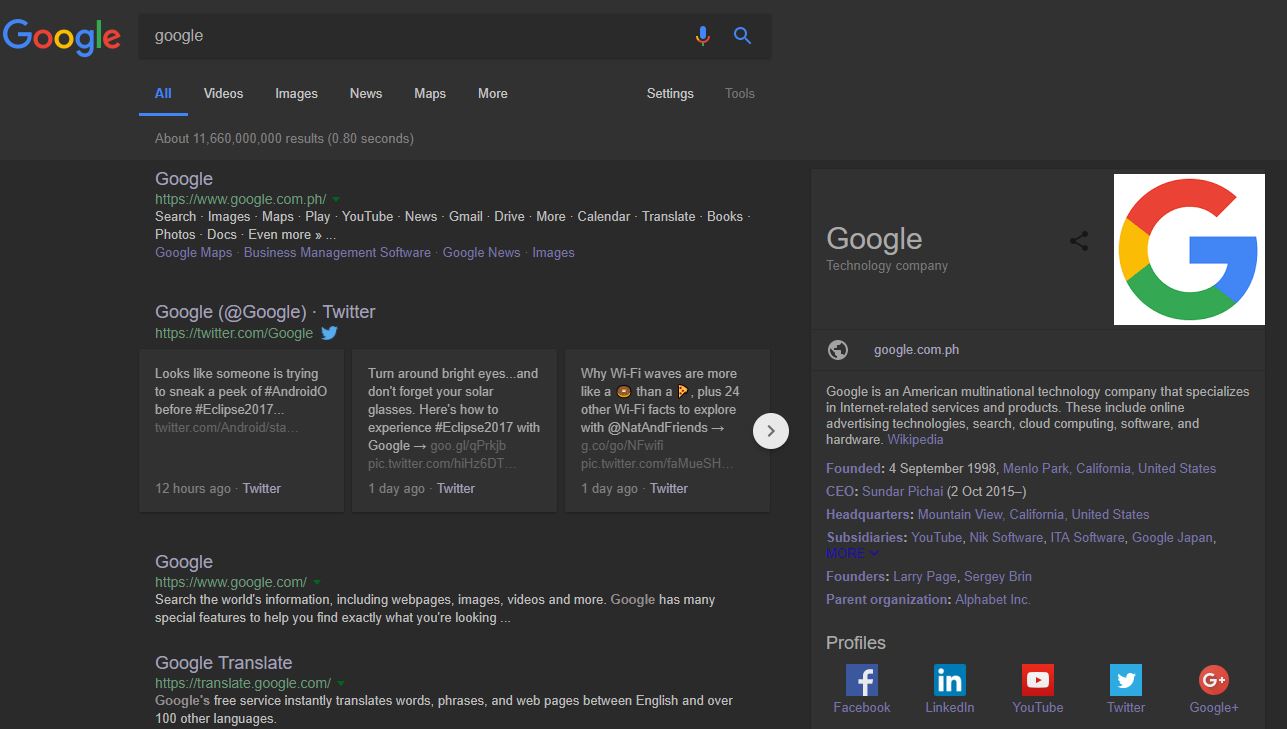 Google
google
All Videos Images News Maps More Settings Tools
About 11,660,000,000 results (0.80 seconds)
Google
https://www.google.com.ph/
Search · Images · Maps · Play · YouTube · News · Gmail · Drive · More · Calendar · Translate · Books ·
Photos · Docs · Even more » ...
Google Maps · Business Management Software · Google News · Images
Google (@Google) · Twitter
https://twitter.com/Google
Looks like someone is trying
to sneak a peek of #AndroidO
before #Eclipse2017...
twitter.com/Android/sta…
12 hours ago · Twitter
Turn around bright eyes...and
don't forget your solar
glasses. Here's how to
experience #Eclipse2017 with
Google → goo.gl/qPrkjb
pic.twitter.com/hiHz6DT…
1 day ago · Twitter
Why Wi-Fi waves are more
like a 🍩 than a 🍕, plus 24
other Wi-Fi facts to explore
with @NatAndFriends →
g.co/go/NFwifi
pic.twitter.com/faMueSH…
1 day ago · Twitter
Google
https://www.google.com/
Search the world's information, including webpages, images, videos and more. Google has many
special features to help you find exactly what you're looking ...
Google Translate
https://translate.google.com/
Google's free service instantly translates words, phrases, and web pages between English and over
100 other languages.
Google
Technology company
G
google.com.ph
Google is an American multinational technology company that specializes
in Internet-related services and products. These include online
advertising technologies, search, cloud computing, software, and
hardware. Wikipedia
Founded: 4 September 1998, Menlo Park, California, United States
CEO: Sundar Pichai (2 Oct 2015–)
Headquarters: Mountain View, California, United States
Subsidiaries: YouTube, Nik Software, ITA Software, Google Japan,
MORE
Founders: Larry Page, Sergey Brin
Parent organization: Alphabet Inc.
Profiles
f in G+
Facebook LinkedIn YouTube Twitter Google+